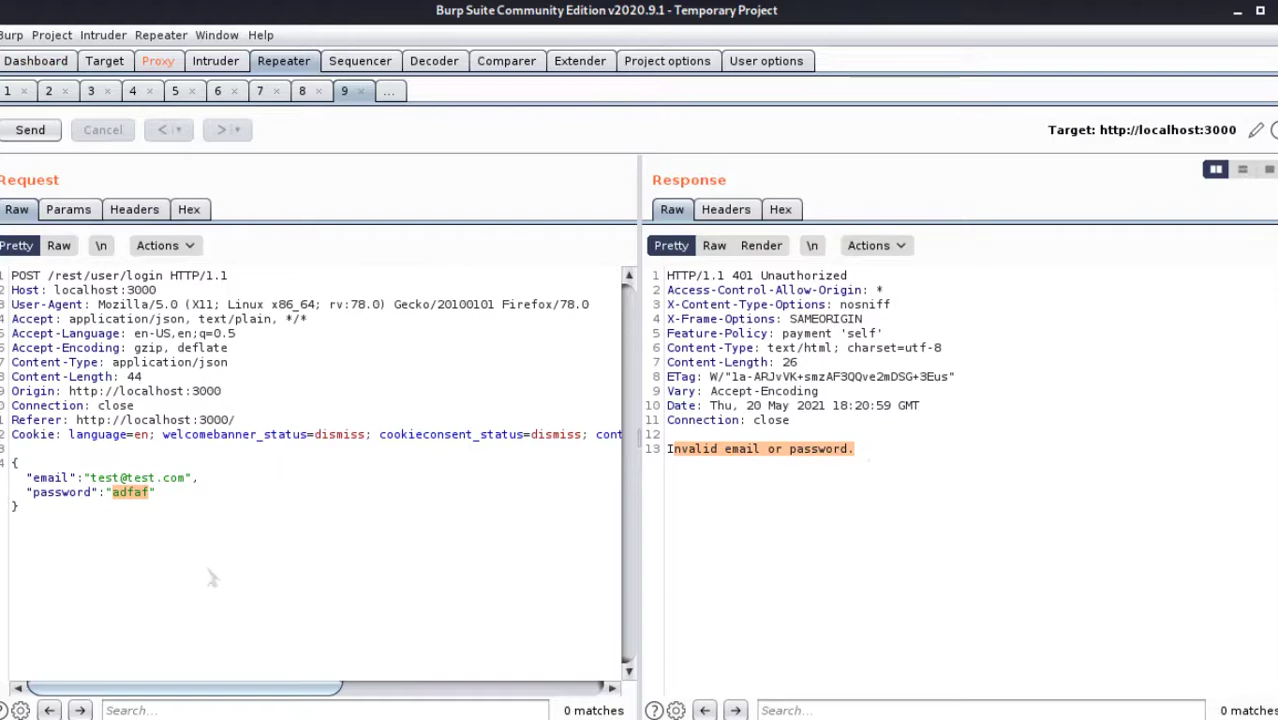 Burp Suite Community Edition v2020.9.1 - Temporary Project
Burp Project Intruder Repeater Window Help
Dashboard Target Proxy Intruder Repeater Sequencer Decoder Comparer Extender Project options User options
1 × 2 × 3 × 4 × 5 × 6 × 7 × 8 × 9 × ...
Send Cancel < > Target: http://localhost:3000
Request
Raw Params Headers Hex
Pretty Raw \n Actions
POST /rest/user/login HTTP/1.1
Host: localhost:3000
User-Agent: Mozilla/5.0 (X11; Linux x86_64; rv:78.0) Gecko/20100101 Firefox/78.0
Accept: application/json, text/plain, */*
Accept-Language: en-US,en;q=0.5
Accept-Encoding: gzip, deflate
Content-Type: application/json
Content-Length: 44
Origin: http://localhost:3000
Connection: close
Referer: http://localhost:3000/
Cookie: language=en; welcomebanner_status=dismiss; cookieconsent_status=dismiss; cont
{
"email":"test@test.com",
"password":"adfaf"
}
Search... 0 matches
Response
Raw Headers Hex
Pretty Raw Render \n Actions
1 HTTP/1.1 401 Unauthorized
2 Access-Control-Allow-Origin: *
3 X-Content-Type-Options: nosniff
4 X-Frame-Options: SAMEORIGIN
5 Feature-Policy: payment 'self'
6 Content-Type: text/html; charset=utf-8
7 Content-Length: 26
8 ETag: W/"1a-ARJvVK+smzAF3QQve2mDSG+3Eus"
9 Vary: Accept-Encoding
10 Date: Thu, 20 May 2021 18:20:59 GMT
11 Connection: close
12
13 Invalid email or password.
Search... 0 matches